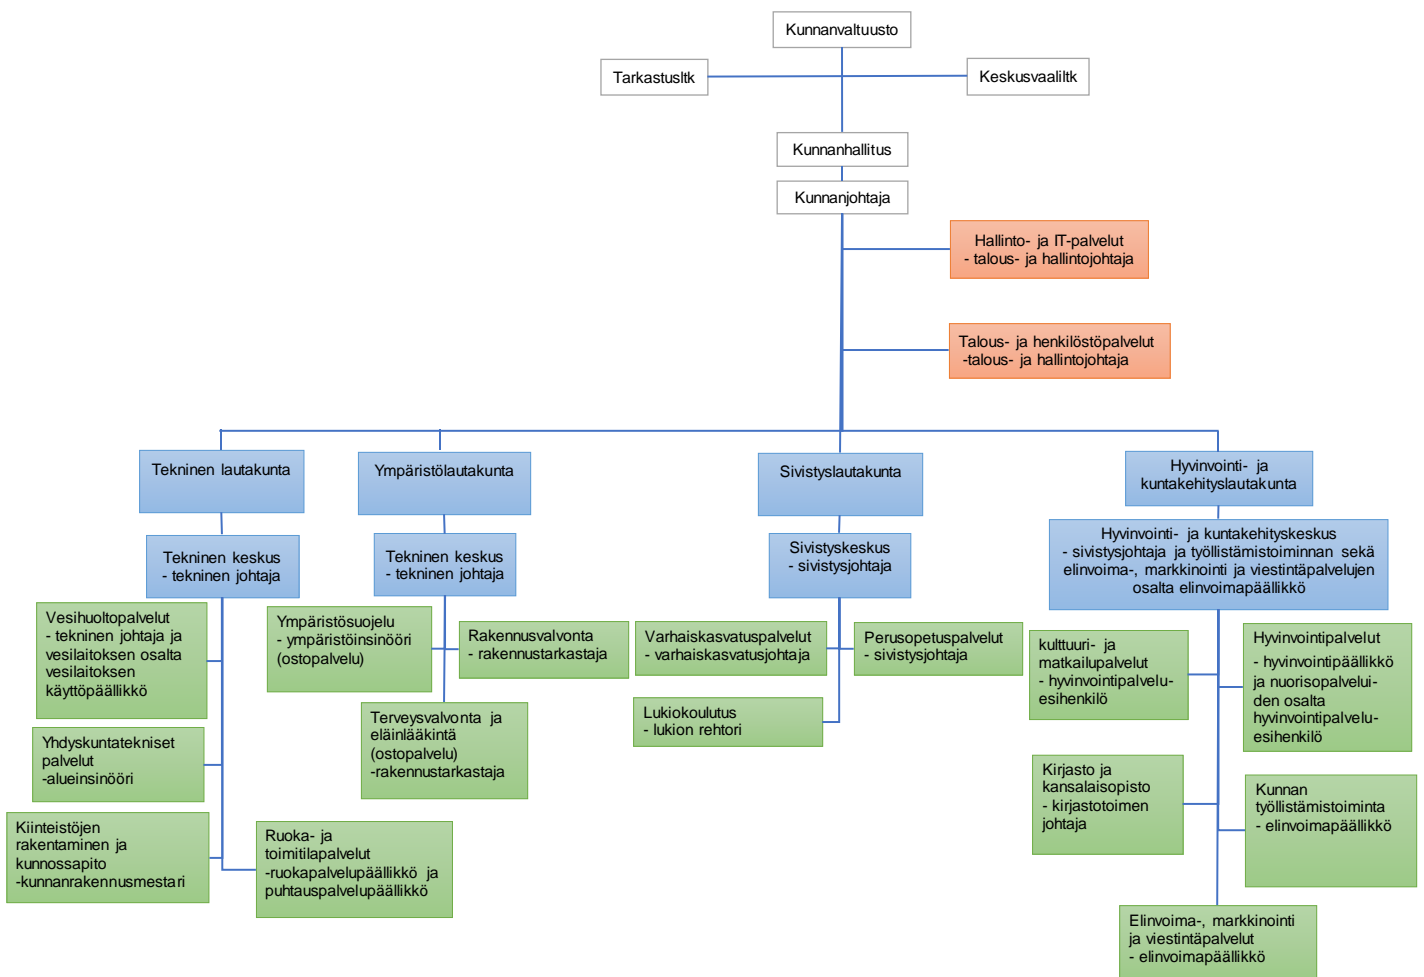 Kunnanvaltuusto
Tarkastusltk
Keskusvaaliltk
Kunnanhallitus
Kunnanjohtaja
Hallinto- ja IT-palvelut
- talous- ja hallintojohtaja
Talous- ja henkilöstöpalvelut
-talous- ja hallintojohtaja
Tekninen lautakunta
Ympäristölautakunta
Sivistyslautakunta
Hyvinvointi- ja
kuntakehityslautakunta
Tekninen keskus
- tekninen johtaja
Tekninen keskus
- tekninen johtaja
Sivistyskeskus
- sivistysjohtaja
Hyvinvointi- ja kuntakehityskeskus
- sivistysjohtaja ja työllistämistoiminnan sekä
elinvoima-, markkinointi ja viestintäpalvelujen
osalta elinvoimapäällikkö
Vesihuoltopalvelut
- tekninen johtaja ja
vesilaitoksen osalta
vesilaitoksen
käyttöpäällikkö
Ympäristösuojelu
- ympäristöinsinööri
(ostopalvelu)
Rakennusvalvonta
- rakennustarkastaja
Varhaiskasvatuspalvelut
- varhaiskasvatusjohtaja
Perusopetuspalvelut
- sivistysjohtaja
kulttuuri- ja
matkailupalvelut
- hyvinvointipalvelu-
esihenkilö
Hyvinvointipalvelut
- hyvinvointipäällikkö
ja nuorisopalvelui-
den osalta
hyvinvointipalvelu-
esihenkilö
Terveysvalvonta ja
eläinlääkintä
(ostopalvelu)
-rakennustarkastaja
Lukiokoulutus
- lukion rehtori
Yhdyskuntatekniset
palvelut
-alueinsinööri
Kirjasto ja
kansalaisopisto
- kirjastotoimen
johtaja
Kunnan
työllistämistoiminta
- elinvoimapäällikkö
Kiinteistöjen
rakentaminen ja
kunnossapito
-kunnanrakennusmestari
Ruoka- ja
toimitilapalvelut
-ruokapalvelupäällikkö ja
puhtauspalvelupäällikkö
Elinvoima-, markkinointi
ja viestintäpalvelut
- elinvoimapäällikkö